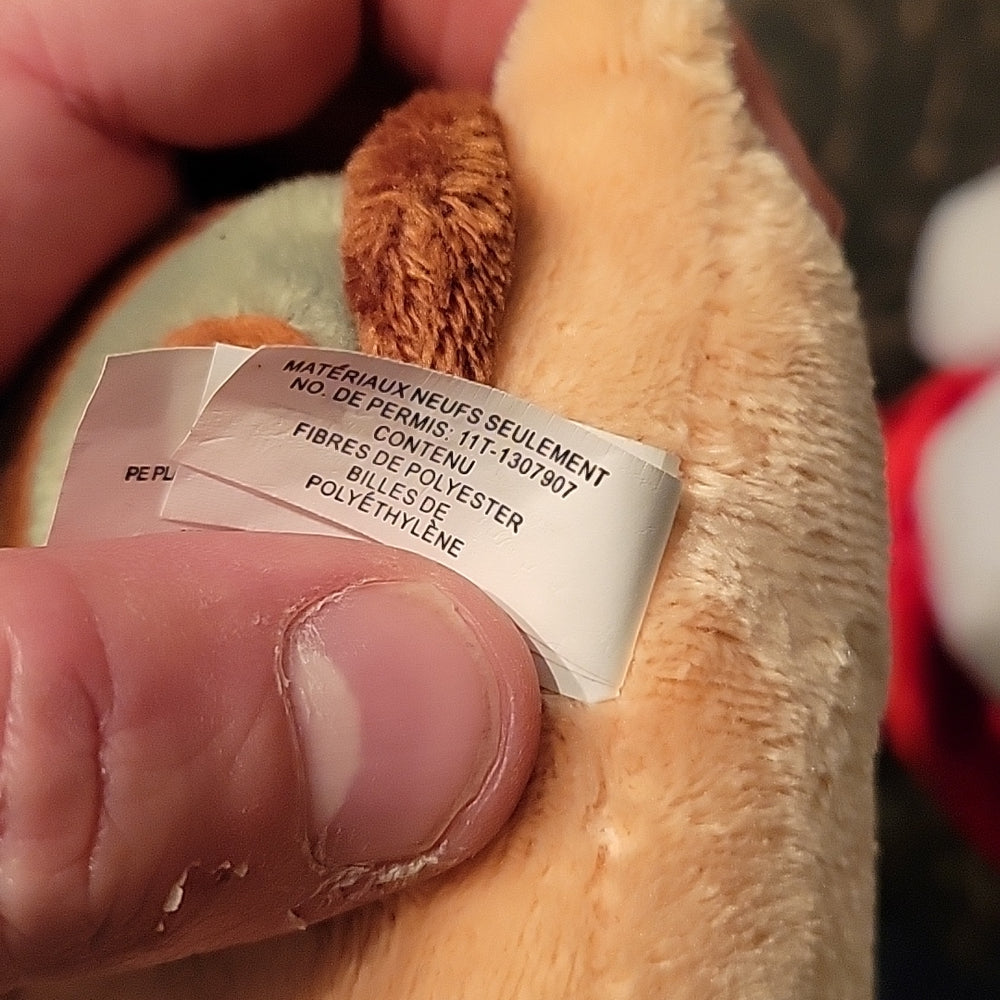 MATÉRIAUX NEUFS SEULEMENT
NO. DE PERMIS: 11T-1307907
CONTENU
FIBRES DE POLYESTER
BILLES DE
POLYÉTHYLÈNE
PE PL